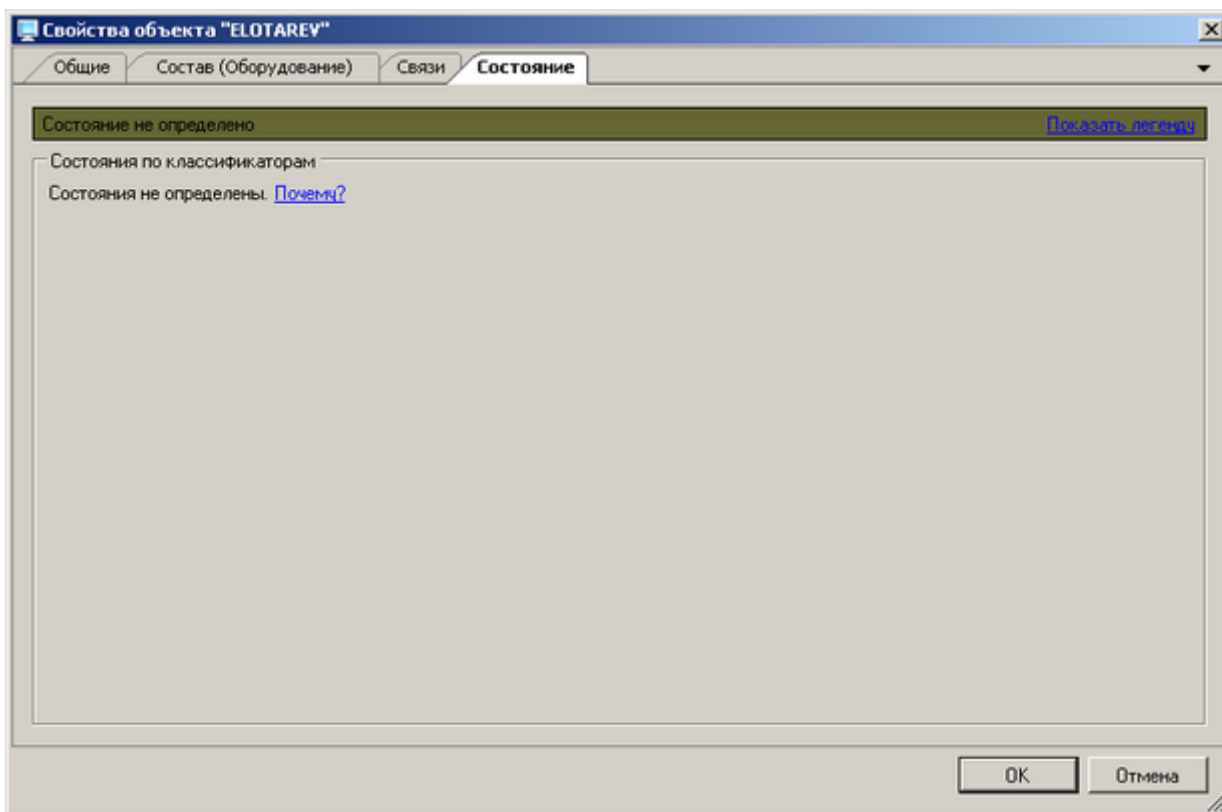 Свойства объекта "ELOTAREV"
Общие Состав (Оборудование) Связи Состояние
Состояние не определено Показать легенду
Состояния по классификаторам
Состояния не определены. Почему?
OK Отмена